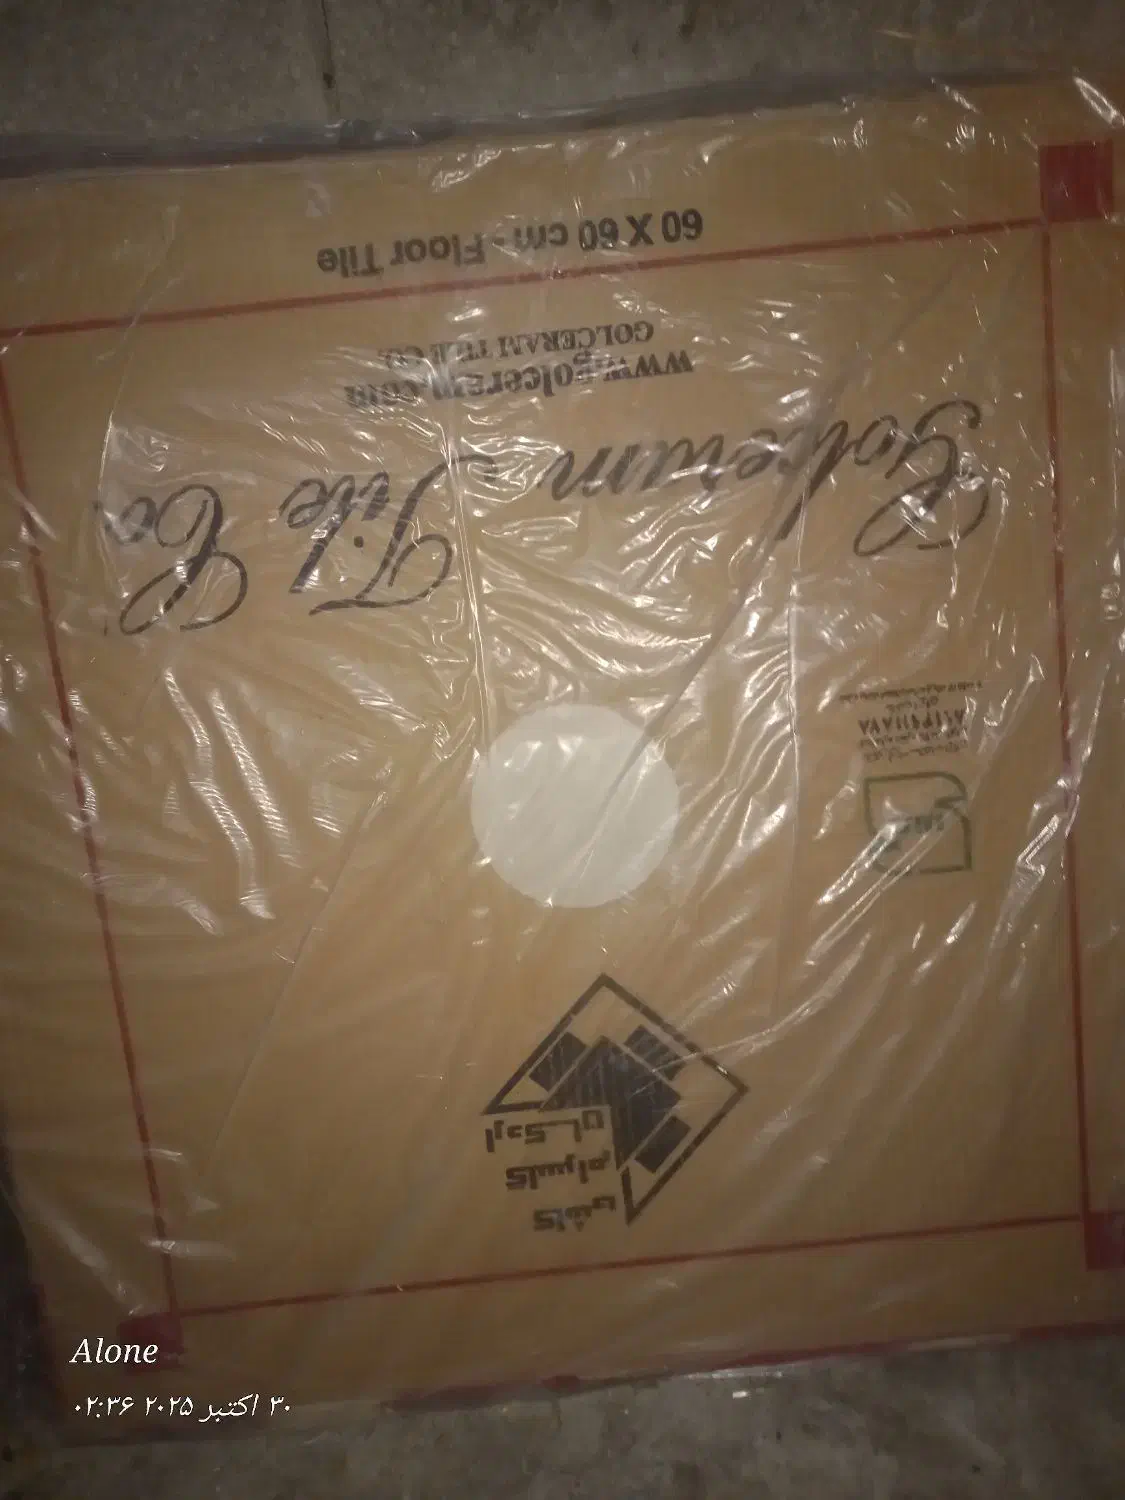 کاشی
گلسرام
اردکــان
Golceram Tile Co
www.golceram.com
GOLCERAM TILE CO.
60 X 60 cm - Floor Tile
Alone
۳۰ اکتبر ۲۰۲۵ ۰۲:۳۶